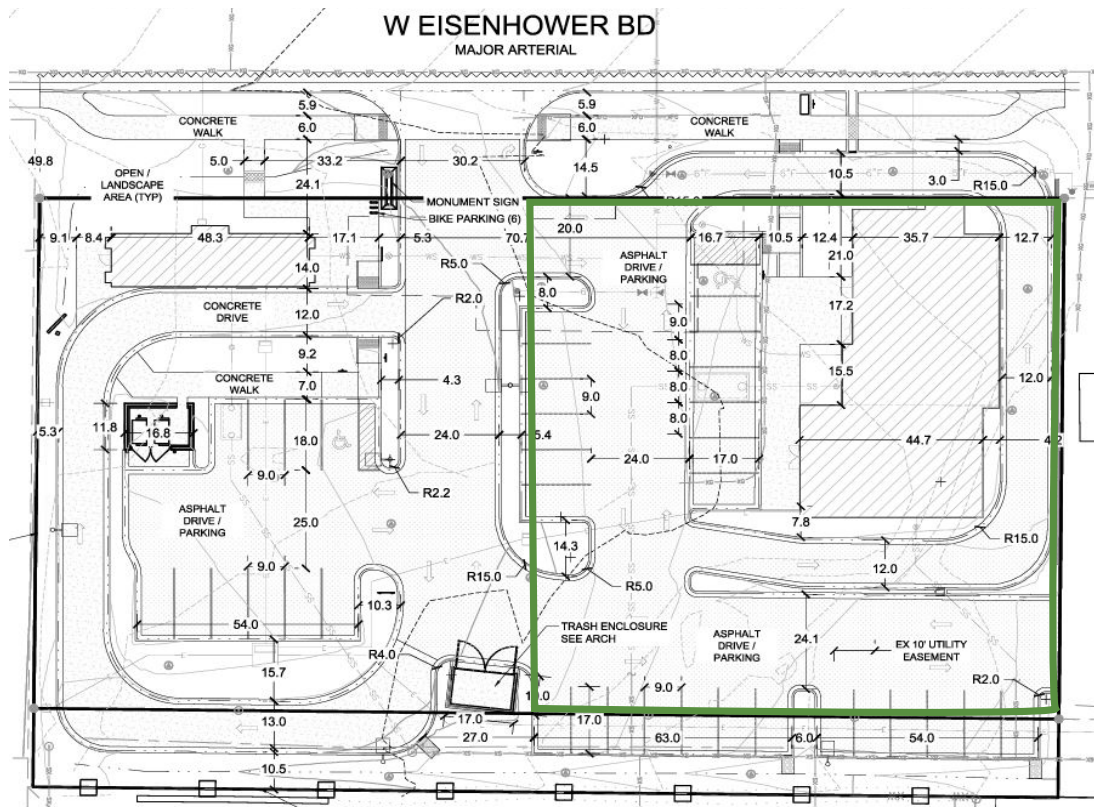 W EISENHOWER BD
MAJOR ARTERIAL
5.9
5.9
CONCRETE
WALK
6.0
6.0
CONCRETE
WALK
49.8
5.0
33.2
30.2
14.5
10.5
3.0
R15.0
OPEN /
LANDSCAPE
AREA (TYP)
24.1
MONUMENT SIGN
BIKE PARKING (6)
20.0
9.1
8.4
48.3
17.1
5.3
70.7
16.7
10.5
12.4
35.7
12.7
14.0
R5.0
ASPHALT
DRIVE /
PARKING
21.0
8.0
CONCRETE
DRIVE
12.0
R2.0
9.0
17.2
9.2
8.0
15.5
CONCRETE
WALK
7.0
4.3
8.0
9.0
12.0
8.0
11.8
16.8
5.3
18.0
24.0
5.4
24.0
17.0
44.7
4.2
9.0
R2.2
ASPHALT
DRIVE /
PARKING
25.0
7.8
14.3
R15.0
12.0
9.0
R15.0
R5.0
10.3
54.0
TRASH ENCLOSURE
SEE ARCH
ASPHALT
DRIVE /
PARKING
24.1
EX 10' UTILITY
EASEMENT
R4.0
15.7
9.0
R2.0
13.0
17.0
17.0
27.0
63.0
6.0
54.0
10.5